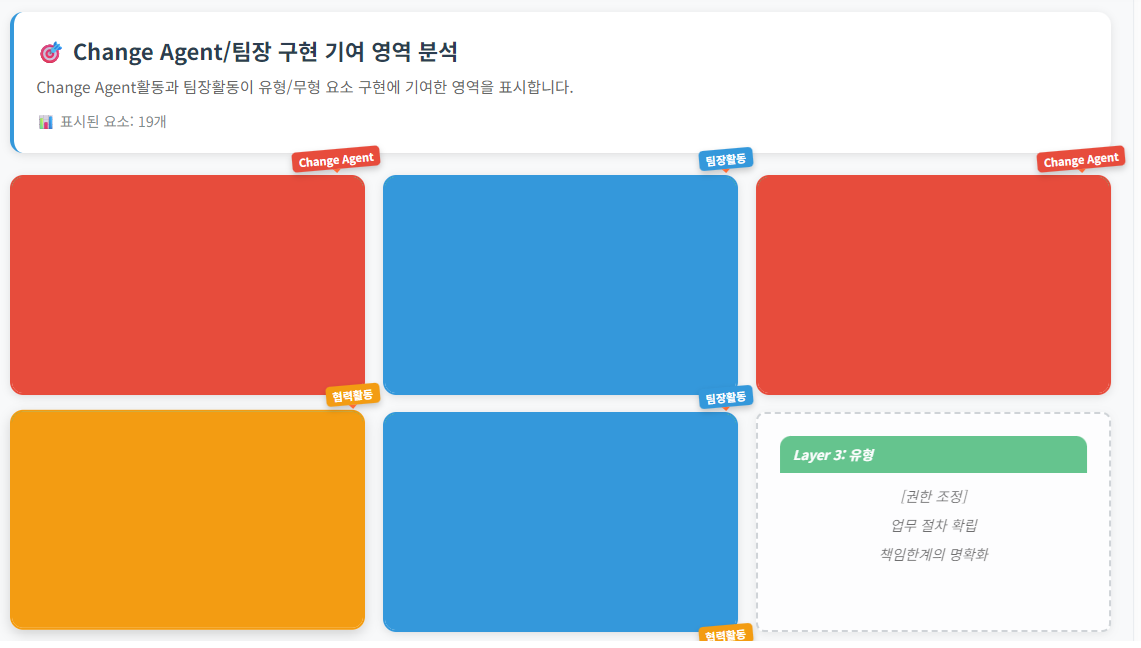 Change Agent/팀장 구현 기여 영역 분석
Change Agent활동과 팀장활동이 유형/무형 요소 구현에 기여한 영역을 표시합니다.
표시된 요소: 19개
Change Agent
팀장활동
Change Agent
협력활동
팀장활동
Layer 3: 유형
[권한 조정]
업무 절차 확립
책임한계의 명확화
협력활동